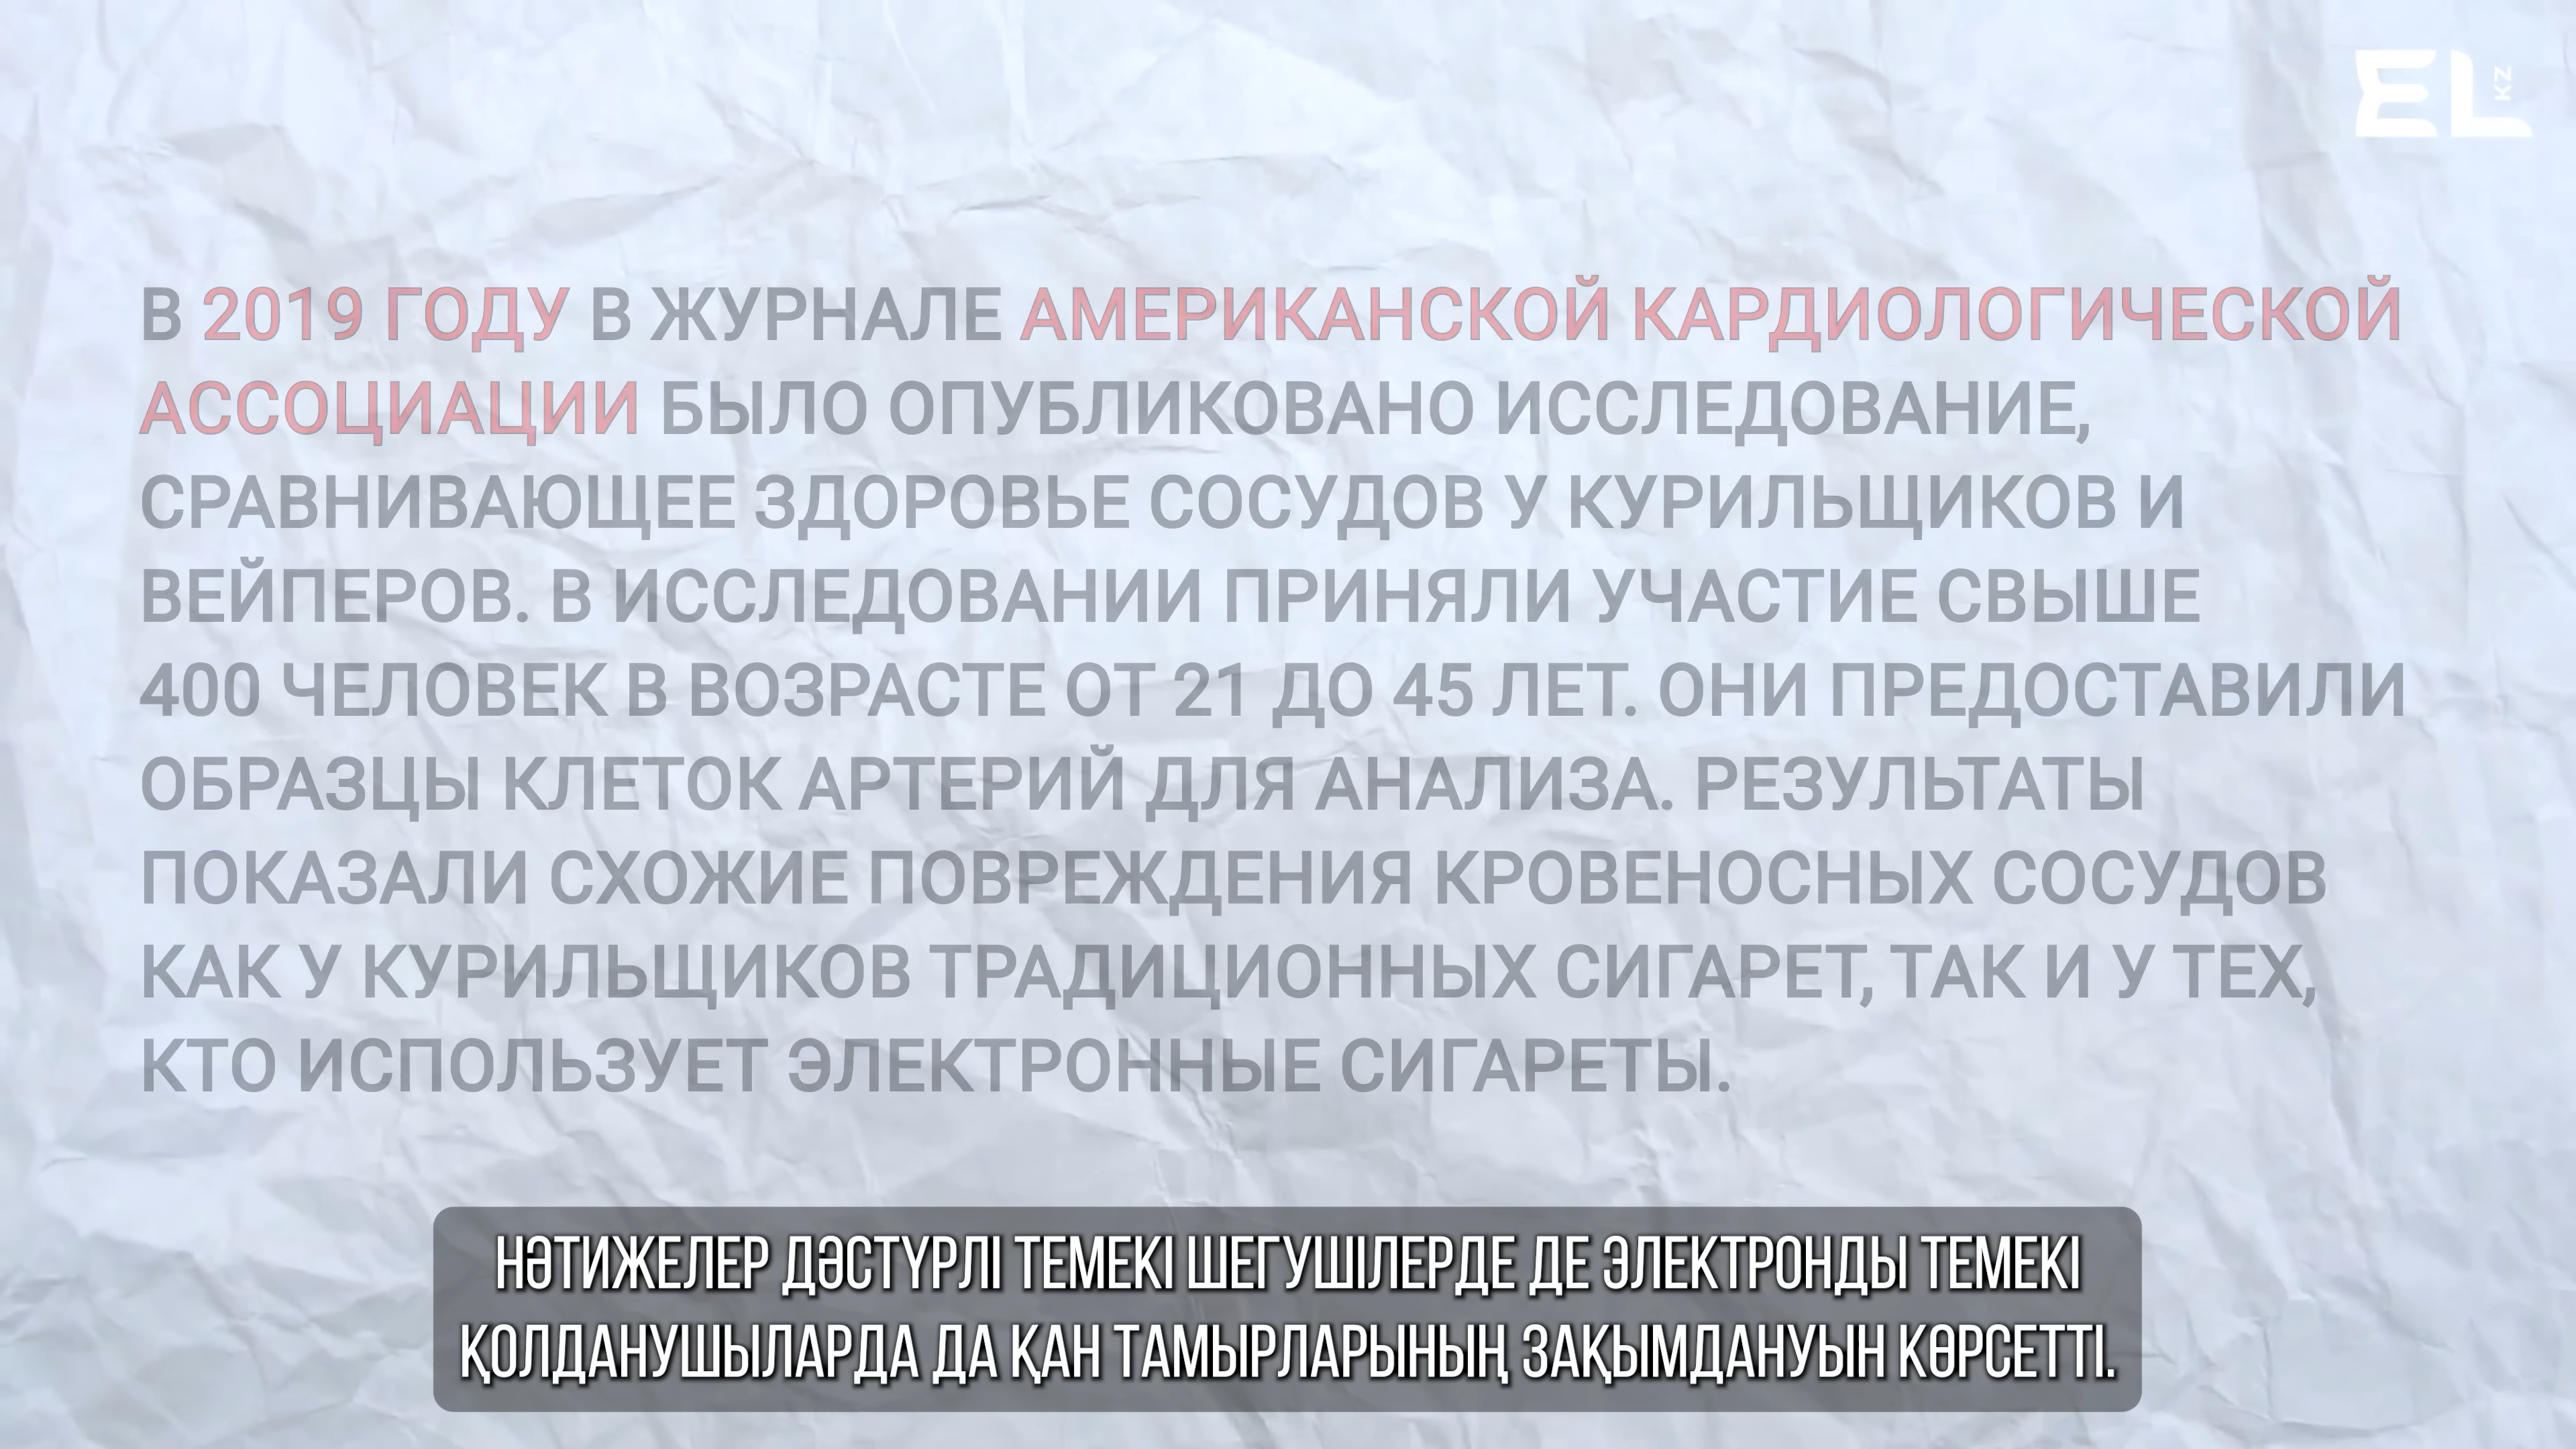 EL KZ
В 2019 ГОДУ В ЖУРНАЛЕ АМЕРИКАНСКОЙ КАРДИОЛОГИЧЕСКОЙ
АССОЦИАЦИИ БЫЛО ОПУБЛИКОВАНО ИССЛЕДОВАНИЕ,
СРАВНИВАЮЩЕЕ ЗДОРОВЬЕ СОСУДОВ У КУРИЛЬЩИКОВ И
ВЕЙПЕРОВ. В ИССЛЕДОВАНИИ ПРИНЯЛИ УЧАСТИЕ СВЫШЕ
400 ЧЕЛОВЕК В ВОЗРАСТЕ ОТ 21 ДО 45 ЛЕТ. ОНИ ПРЕДОСТАВИЛИ
ОБРАЗЦЫ КЛЕТОК АРТЕРИЙ ДЛЯ АНАЛИЗА. РЕЗУЛЬТАТЫ
ПОКАЗАЛИ СХОЖИЕ ПОВРЕЖДЕНИЯ КРОВЕНОСНЫХ СОСУДОВ
КАК У КУРИЛЬЩИКОВ ТРАДИЦИОННЫХ СИГАРЕТ, ТАК И У ТЕХ,
КТО ИСПОЛЬЗУЕТ ЭЛЕКТРОННЫЕ СИГАРЕТЫ.
НӘТИЖЕЛЕР ДӘСТҮРЛІ ТЕМЕКІ ШЕГУШІЛЕРДЕ ДЕ ЭЛЕКТРОНДЫ ТЕМЕКІ
ҚОЛДАНУШЫЛАРДА ДА ҚАН ТАМЫРЛАРЫНЫҢ ЗАҚЫМДАНУЫН КӨРСЕТТІ.